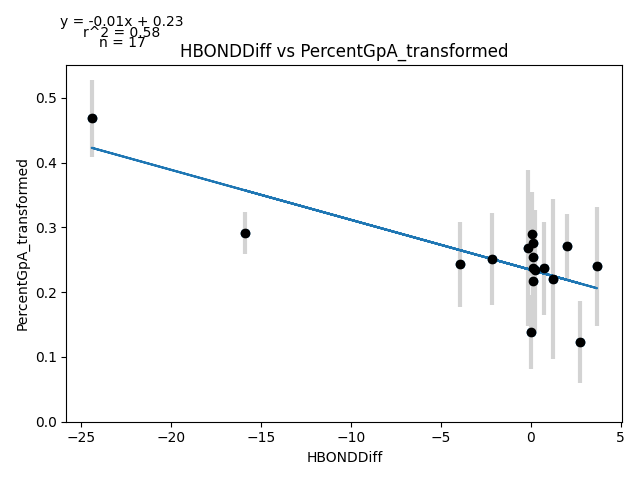 y = -0.01x + 0.23
r^2 = 0.58
n = 17
HBONDDiff vs PercentGpA_transformed
PercentGpA_transformed
0.5
0.4
0.3
0.2
0.1
0.0
−25
−20
−15
−10
−5
0
5
HBONDDiff